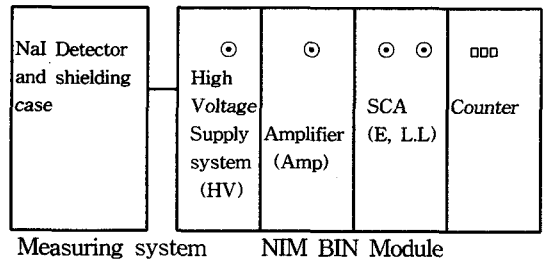 NaI Detector
and shielding
case
High
Voltage
Supply
system
(HV)
Amplifier
(Amp)
SCA
(E, L.L)
Counter
Measuring system
NIM BIN Module